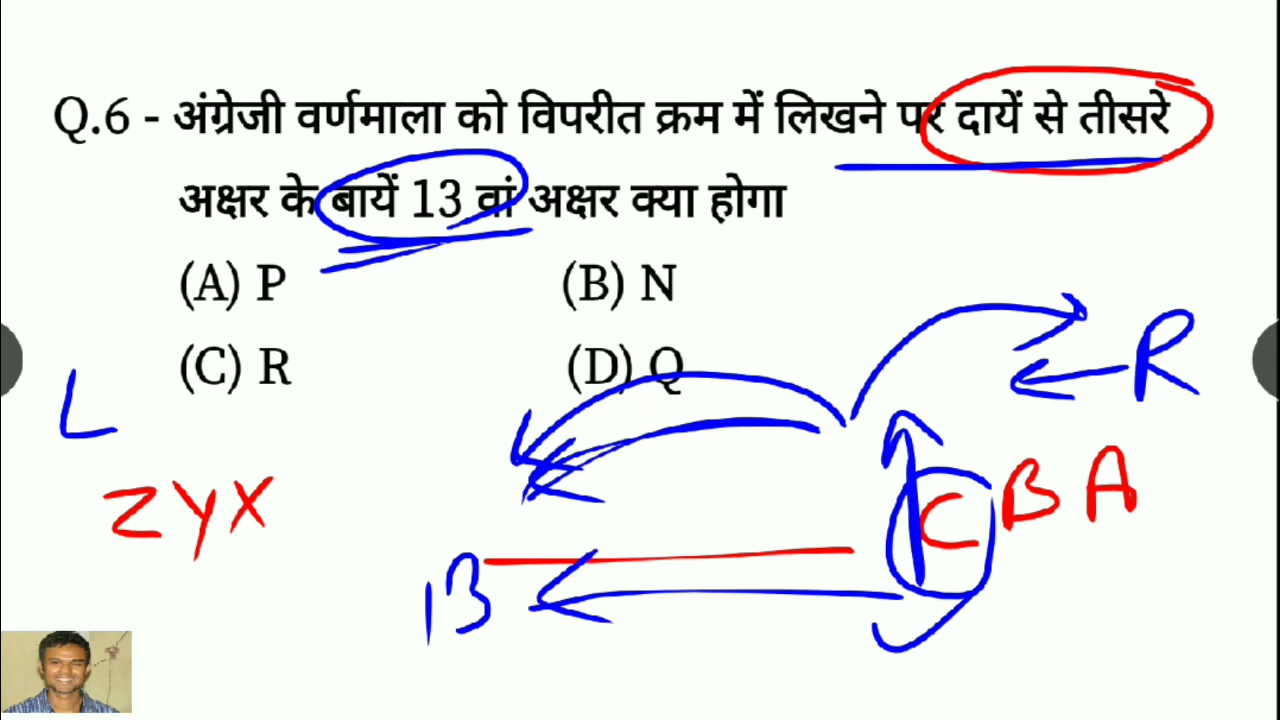 Q.6 - अंग्रेजी वर्णमाला को विपरीत क्रम में लिखने पर दायें से तीसरे
अक्षर के बायें 13 वां अक्षर क्या होगा
(A) P (B) N
(C) R (D) Q
L R
Z Y X C B A
13